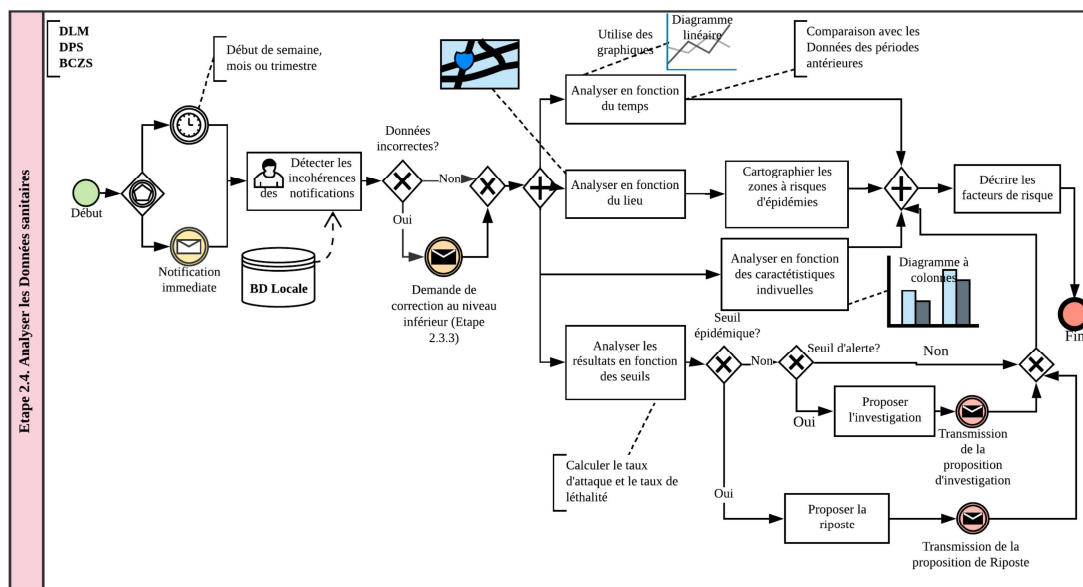 Etape 2.4. Analyser les Données sanitaires
DLM
DPS
BCZS
Début de semaine,
mois ou trimestre
Début
Notification
immediate
Détecter les
incohérences
des notifications
BD Locale
Données
incorrectes?
Non
Oui
Demande de
correction au niveau
inférieur (Etape
2.3.3)
Utilise des
graphiques
Diagramme
linéaire
Comparaison avec les
Données des périodes
antérieures
Analyser en fonction
du temps
Analyser en fonction
du lieu
Cartographier les
zones à risques
d'épidémies
Décrire les
facteurs de risque
Analyser en fonction
des caractétistiques
indivuelles
Diagramme à
colonnes
Fin
Analyser les
résultats en fonction
des seuils
Seuil
épidémique?
Non
Seuil d'alerte?
Non
Oui
Proposer
l'investigation
Transmission
de la
proposition
d'investigation
Calculer le taux
d'attaque et le taux de
léthalité
Oui
Proposer la
riposte
Transmission de la
proposition de Riposte